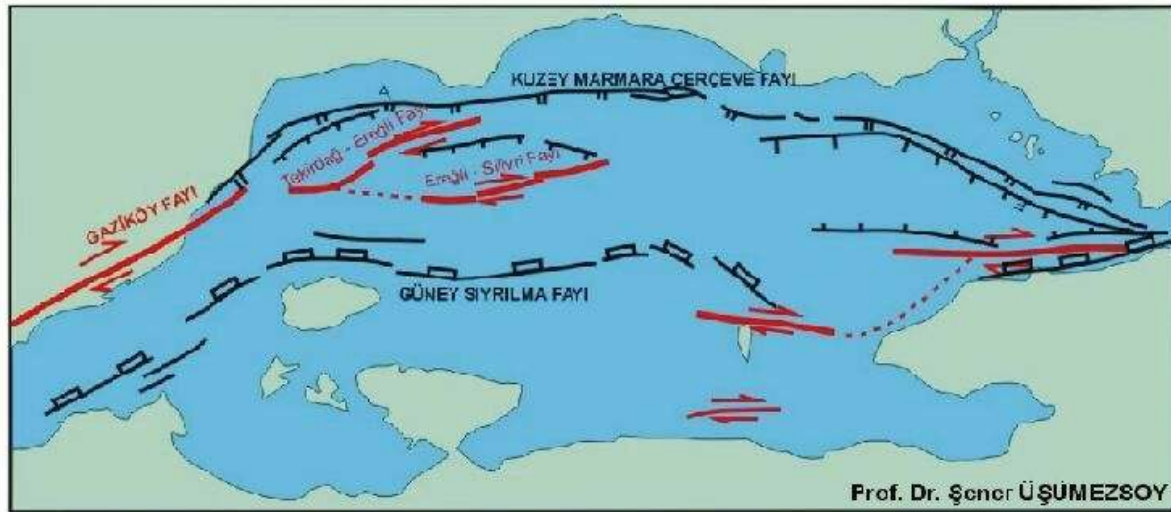 KUZEY MARMARA ÇERÇEVE FAYI
Tekirdağ - Ereğli Fayı
Ereğli - Silivri Fayı
GAZİKÖY FAYI
GÜNEY SIYRILMA FAYI
Prof. Dr. Şener ÜŞÜMEZSOY